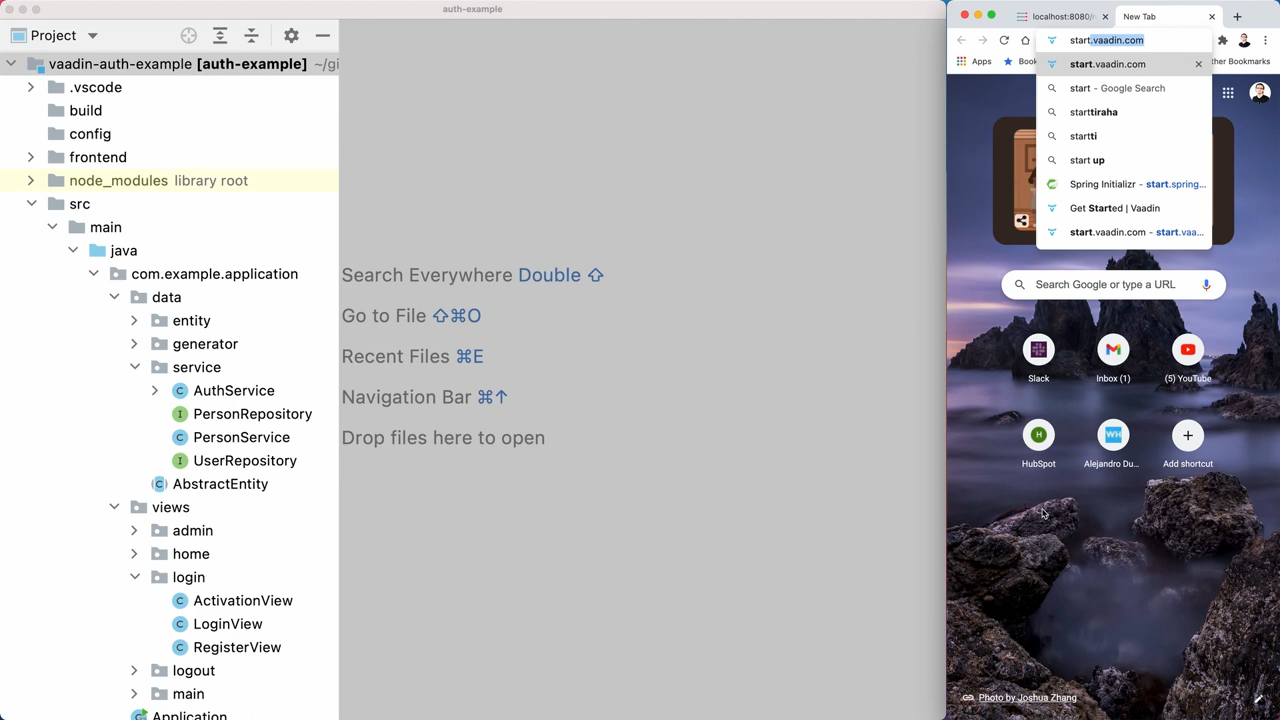 auth-example
Project
vaadin-auth-example [auth-example] ~/gi
.vscode
build
config
frontend
node_modules library root
src
main
java
com.example.application
data
entity
generator
service
AuthService
PersonRepository
PersonService
UserRepository
AbstractEntity
views
admin
home
login
ActivationView
LoginView
RegisterView
logout
main
Application
Search Everywhere Double ⇧
Go to File ⇧⌘O
Recent Files ⌘E
Navigation Bar ⌘↑
Drop files here to open
localhost:8080/
New Tab
start.vaadin.com
Apps
Book
ther Bookmarks
start.vaadin.com
start - Google Search
starttiraha
startti
start up
Spring Initializr - start.spring...
Get Started | Vaadin
start.vaadin.com - start.vaa...
Search Google or type a URL
Slack
Inbox (1)
(5) YouTube
H
WH
HubSpot
Alejandro Du...
Add shortcut
Photo by Joshua Zhang